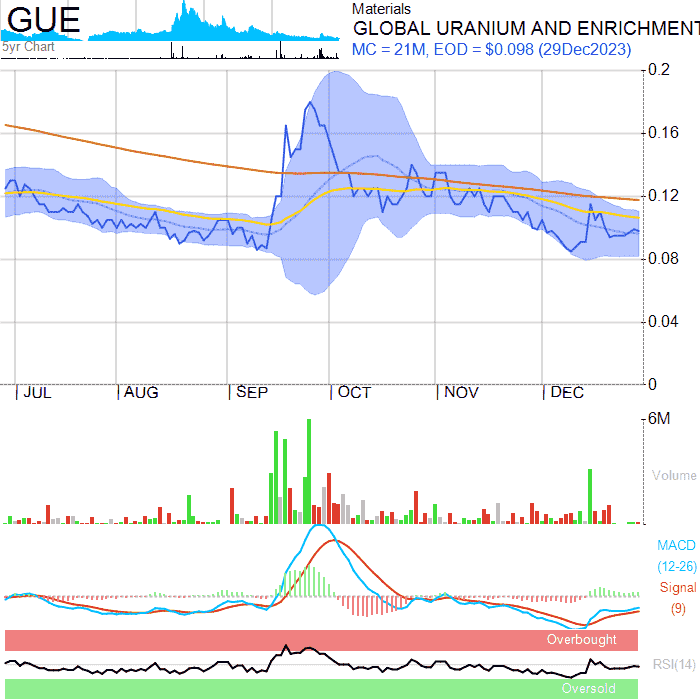 GUE
5yr Chart
Materials
GLOBAL URANIUM AND ENRICHMENT
MC = 21M, EOD = $0.098 (29Dec2023)
0.2
0.16
0.12
0.08
0.04
0
JUL AUG SEP OCT NOV DEC
6M
Volume
MACD
(12-26)
Signal
(9)
Overbought
RSI(14)
Oversold